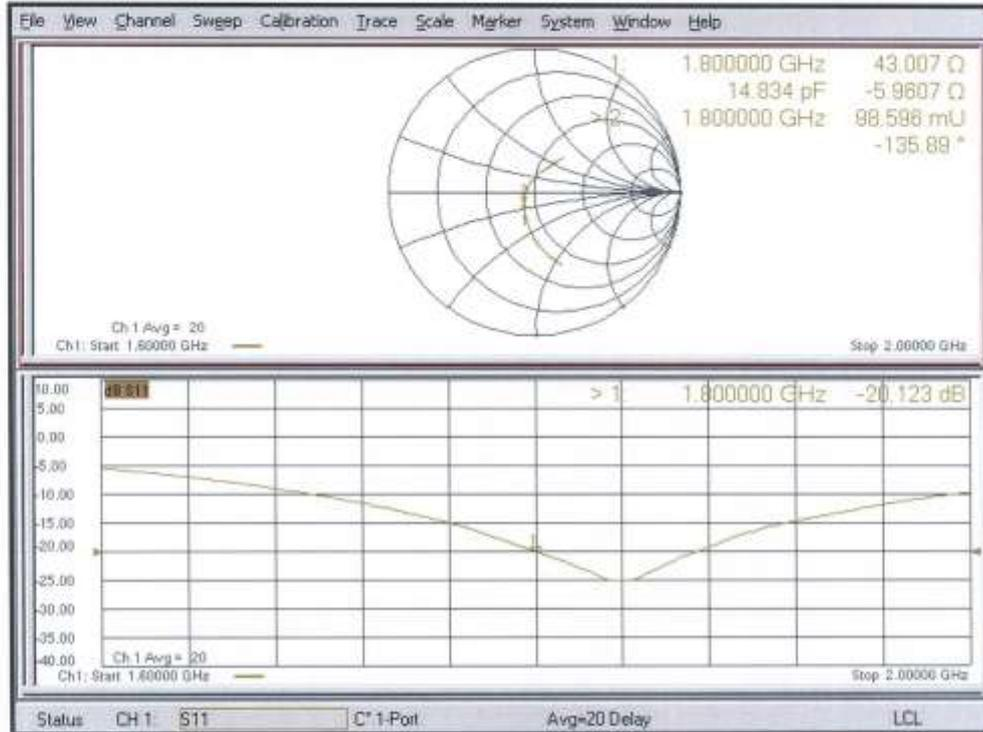 File View Channel Sweep Calibration Trace Scale Marker System Window Help
1: 1.800000 GHz 43.007 Ω
14.834 pF -5.9607 Ω
> 2: 1.800000 GHz 98.596 mU
-135.89 °
Ch 1 Avg = 20
Ch1: Start 1.60000 GHz Stop 2.00000 GHz
10.00 dB S11 > 1: 1.800000 GHz -20.123 dB
5.00
0.00
-5.00
-10.00
-15.00
-20.00
1
-25.00
-30.00
-35.00
-40.00
Ch 1 Avg = 20
Ch1: Start 1.60000 GHz Stop 2.00000 GHz
Status CH 1: S11 C* 1-Port Avg=20 Delay LCL